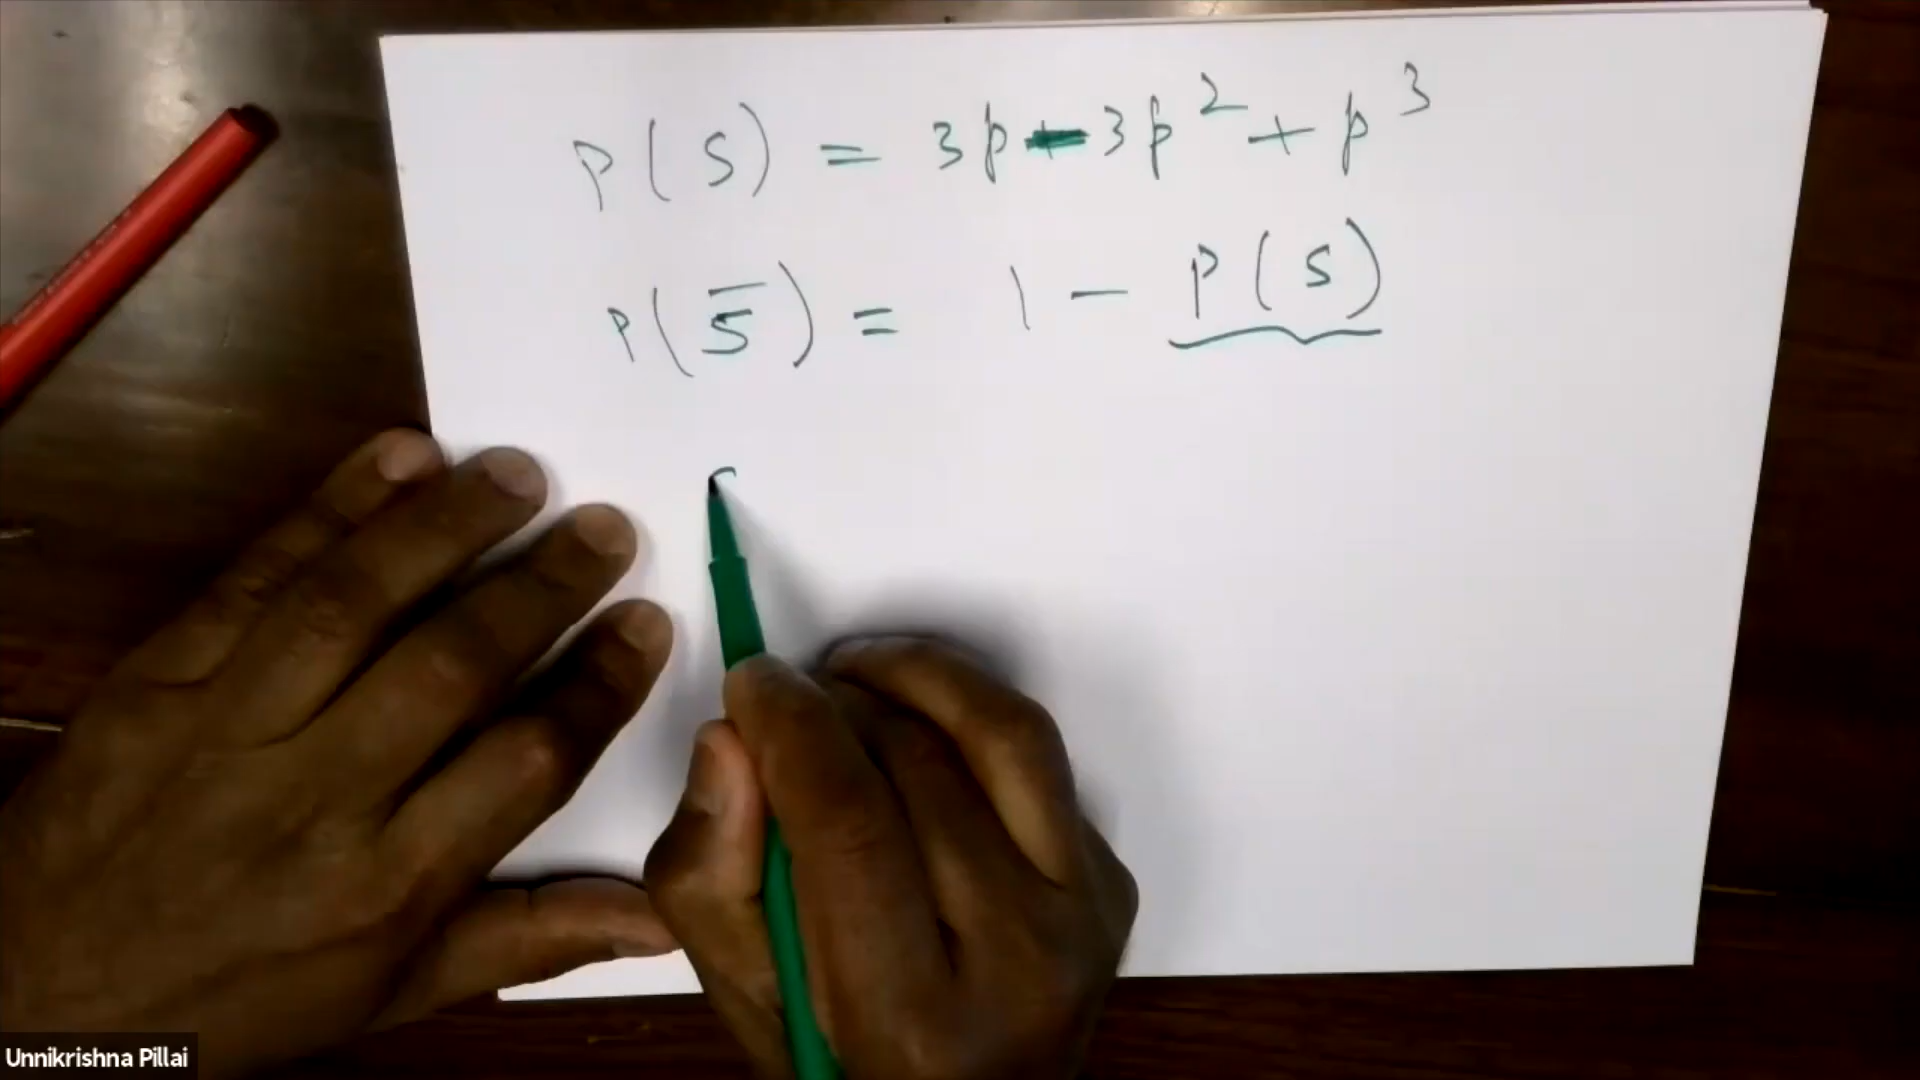 P(S) = 3p - 3p² + p³
P(S̅) = 1 - P(S)
Unnikrishna Pillai